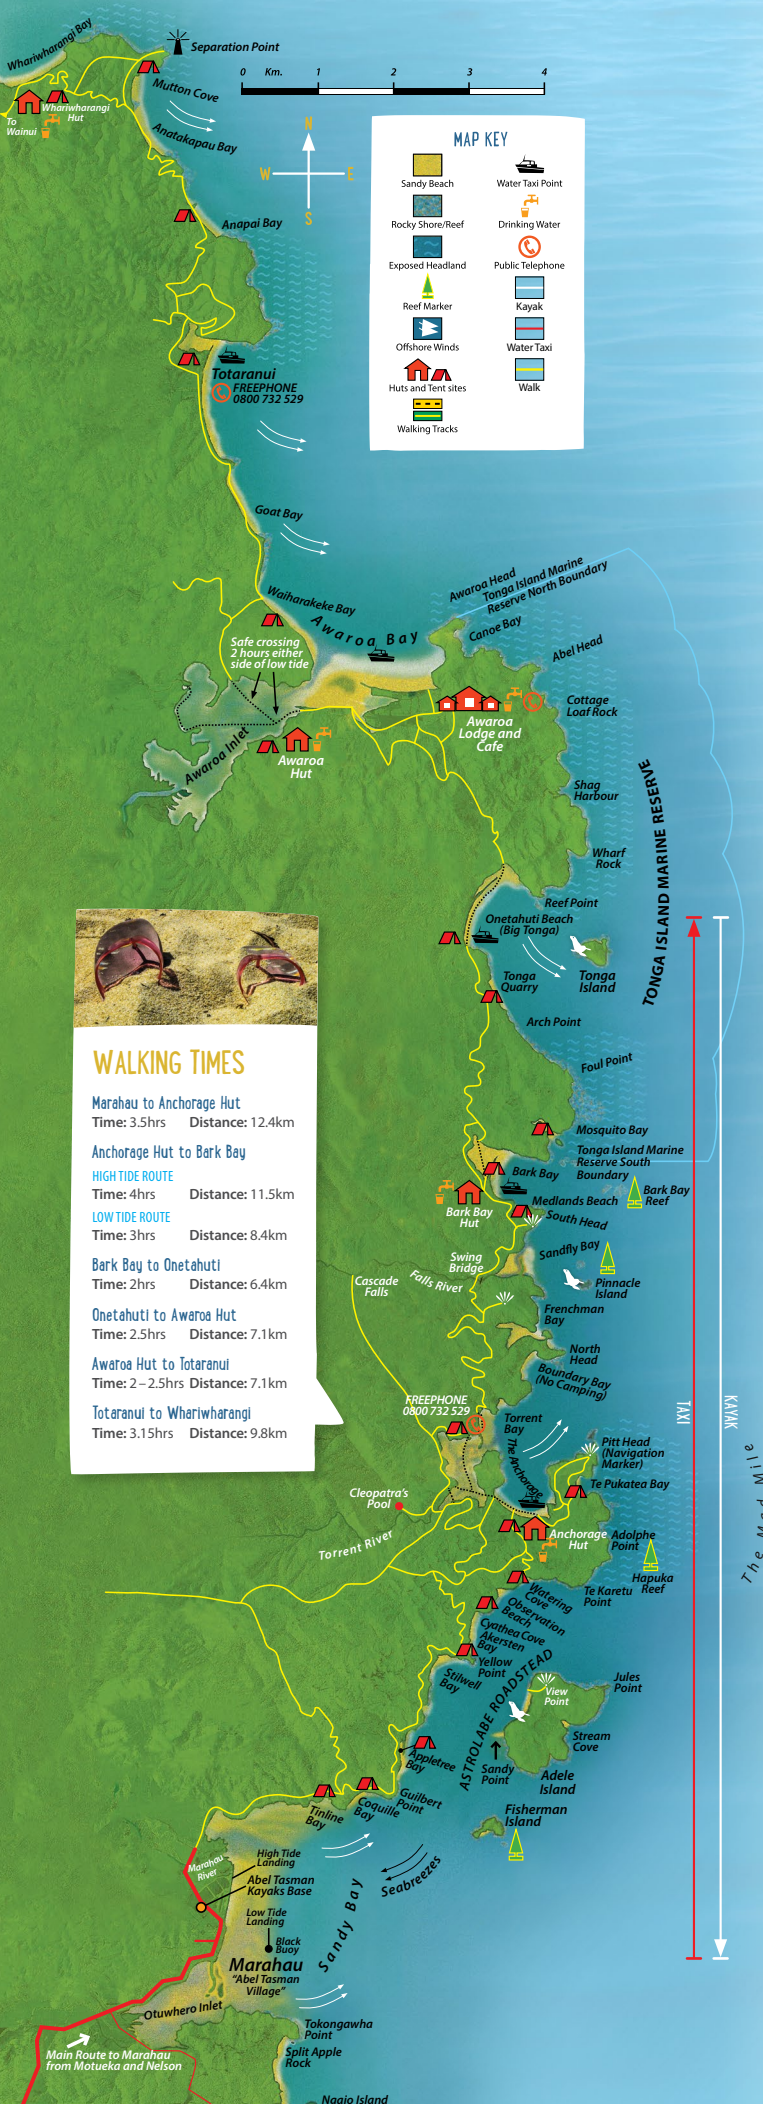 Whariwharangi Bay
Separation Point
0 Km. 1 2 3 4
Mutton Cove
Whariwharangi
Hut
To
Wainui
Anatakapau Bay
N
W E
S
Anapai Bay
MAP KEY
Sandy Beach
Water Taxi Point
Rocky Shore/Reef
Drinking Water
Exposed Headland
Public Telephone
Reef Marker
Kayak
Offshore Winds
Water Taxi
Huts and Tent sites
Walk
Walking Tracks
Totaranui
FREEPHONE
0800 732 529
Goat Bay
Waiharakeke Bay
Awaroa Bay
Awaroa Head
Tonga Island Marine
Reserve North Boundary
Canoe Bay
Abel Head
Safe crossing
2 hours either
side of low tide
Cottage
Loaf Rock
Awaroa
Lodge and
Cafe
Awaroa Inlet
Awaroa
Hut
Shag
Harbour
TONGA ISLAND MARINE RESERVE
Wharf
Rock
Reef Point
Onetahuti Beach
(Big Tonga)
Tonga
Island
Tonga
Quarry
Arch Point
Foul Point
Mosquito Bay
Tonga Island Marine
Reserve South
Boundary
Bark Bay
Bark Bay
Reef
Medlands Beach
Bark Bay
Hut
South Head
WALKING TIMES
Marahau to Anchorage Hut
Time: 3.5hrs Distance: 12.4km
Anchorage Hut to Bark Bay
HIGH TIDE ROUTE
Time: 4hrs Distance: 11.5km
LOW TIDE ROUTE
Time: 3hrs Distance: 8.4km
Bark Bay to Onetahuti
Time: 2hrs Distance: 6.4km
Onetahuti to Awaroa Hut
Time: 2.5hrs Distance: 7.1km
Awaroa Hut to Totaranui
Time: 2–2.5hrs Distance: 7.1km
Totaranui to Whariwharangi
Time: 3.15hrs Distance: 9.8km
Swing
Bridge
Sandfly Bay
Cascade
Falls
Falls River
Pinnacle
Island
Frenchman
Bay
North
Head
Boundary Bay
(No Camping)
FREEPHONE
0800 732 529
Torrent
Bay
The Anchorage
TAXI
KAYAK
The Mad Mile
Pitt Head
(Navigation
Marker)
Te Pukatea Bay
Cleopatra's
Pool
Torrent River
Anchorage
Hut
Adolphe
Point
Hapuka
Reef
Te Karetu
Point
Watering
Cove
Observation
Beach
Cyathea Cove
Akersten
Bay
Yellow
Point
Stilwell
Bay
ASTROLABE ROADSTEAD
Jules
Point
View
Point
Stream
Cove
Sandy
Point
Adele
Island
Appletree
Bay
Guilbert
Point
Coquille
Bay
Tinline
Bay
Fisherman
Island
Marahau
River
High Tide
Landing
Abel Tasman
Kayaks Base
Seabreezes
Low Tide
Landing
Black
Buoy
Sandy Bay
Marahau
"Abel Tasman
Village"
Otuwhero Inlet
Tokongawha
Point
Main Route to Marahau
from Motueka and Nelson
Split Apple
Rock
Ngaio Island